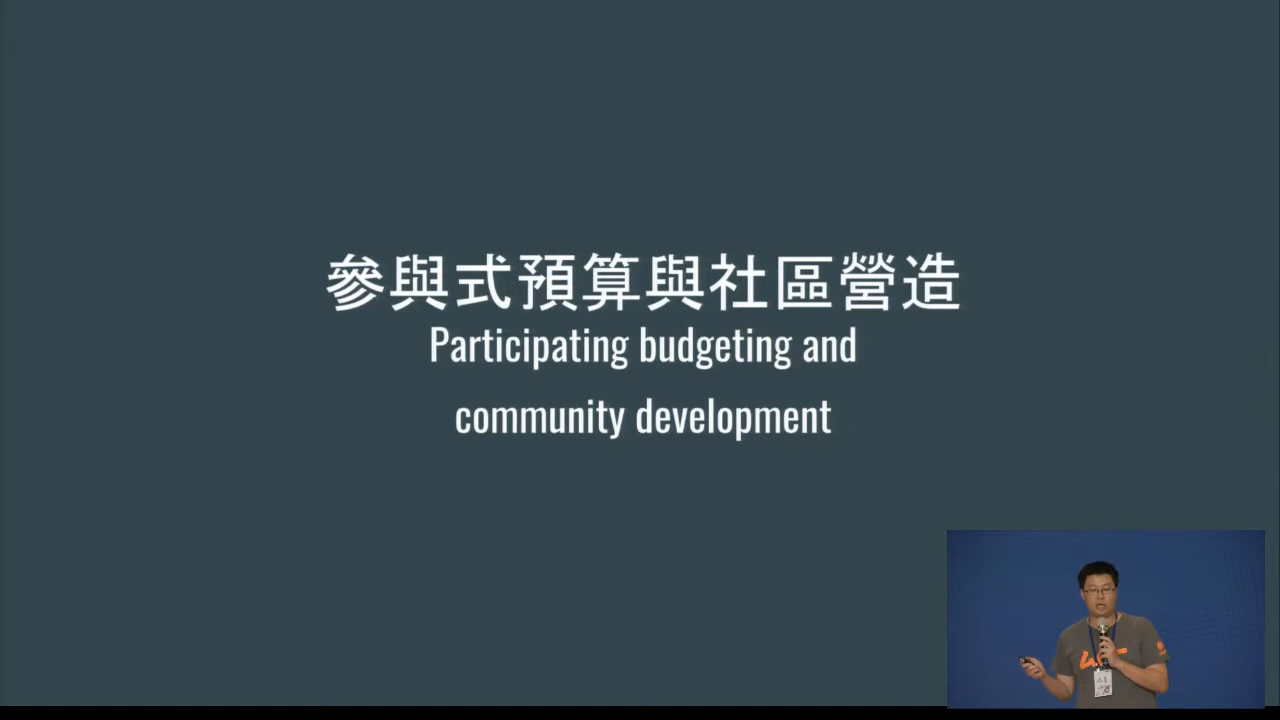 參與式預算與社區營造
Participating budgeting and
community development